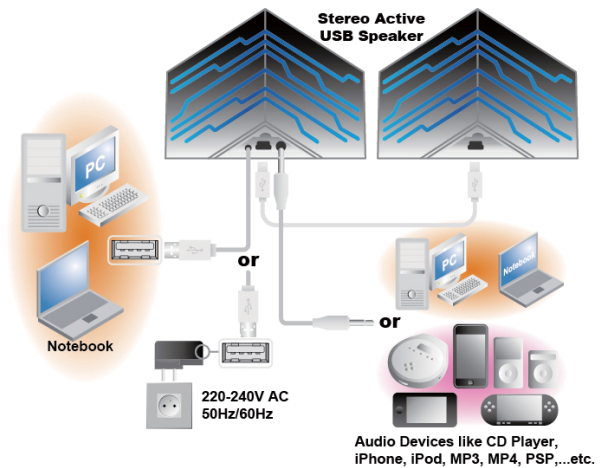 Stereo Active
USB Speaker
PC
or
Notebook
PC
Notebook
or
220-240V AC
50Hz/60Hz
Audio Devices like CD Player,
iPhone, iPod, MP3, MP4, PSP,...etc.